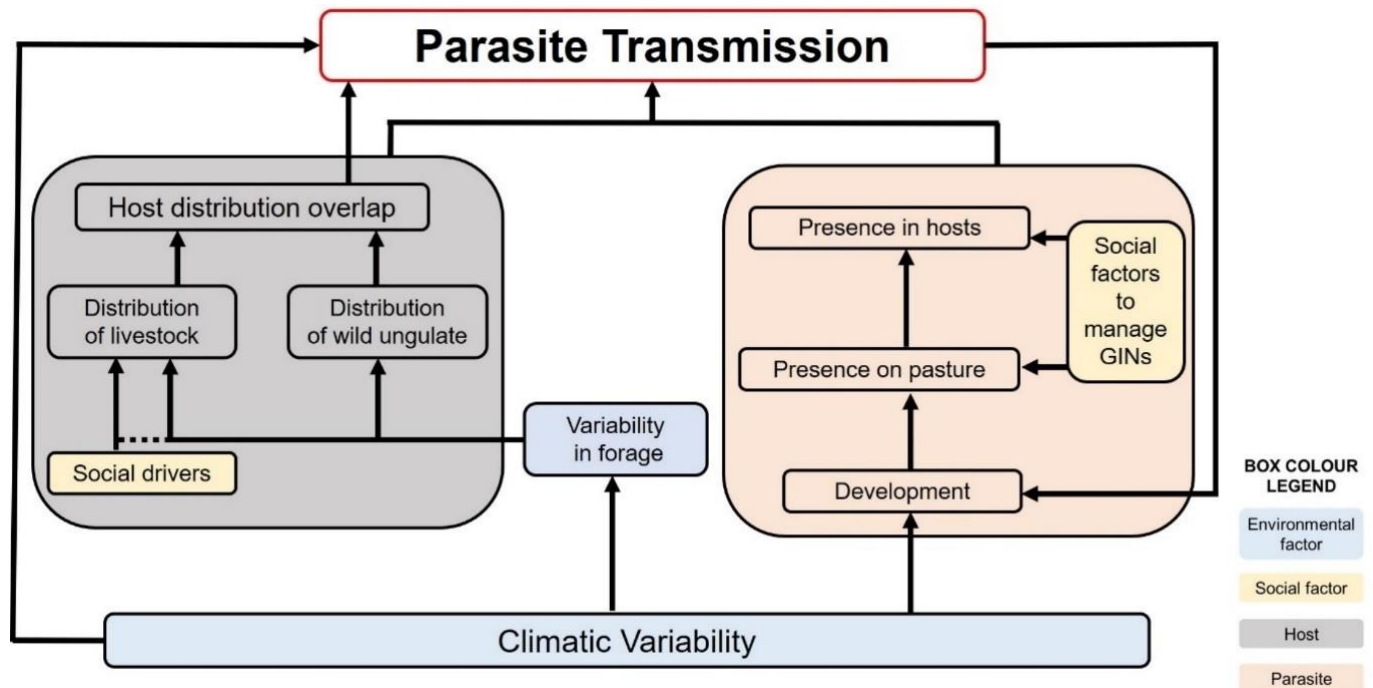 Parasite Transmission
Host distribution overlap
Distribution
of livestock
Distribution
of wild ungulate
Social drivers
Variability
in forage
Presence in hosts
Social
factors
to
manage
GINs
Presence on pasture
Development
Climatic Variability
BOX COLOUR
LEGEND
Environmental
factor
Social factor
Host
Parasite